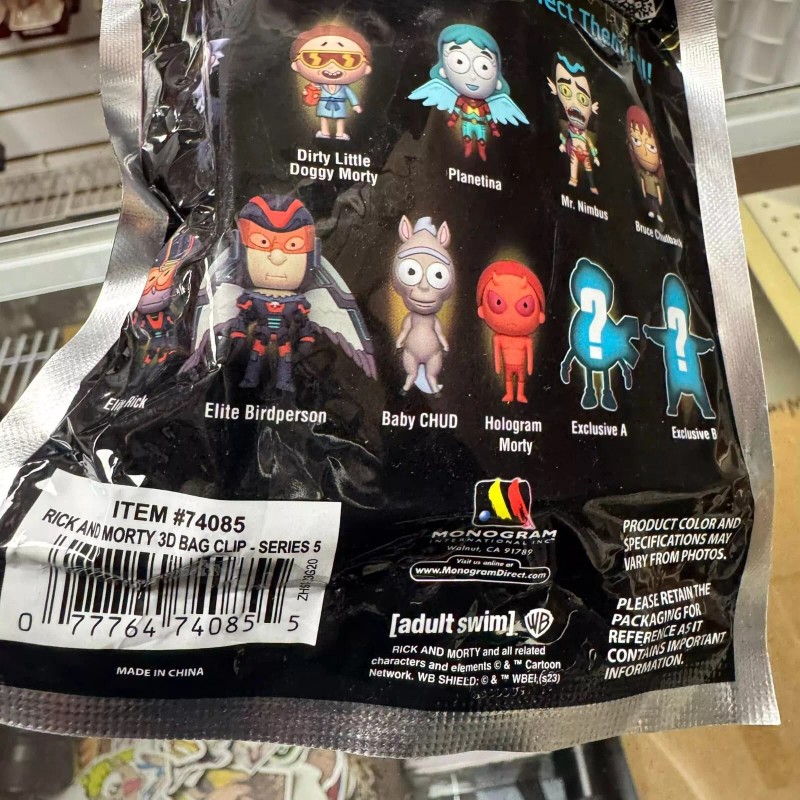 Collect Them All!
Dirty Little
Doggy Morty
Planetina
Mr. Nimbus
Bruce Chutback
Elite Rick
Elite Birdperson
Baby CHUD
Hologram
Morty
?
Exclusive A
?
Exclusive B
ITEM #74085
RICK AND MORTY 3D BAG CLIP - SERIES 5
0 77764 74085 5
MADE IN CHINA
MONOGRAM
INTERNATIONAL INC
Walnut, CA 91789
Visit us online at
www.MonogramDirect.com
[adult swim] WB
RICK AND MORTY and all related
characters and elements © & ™ Cartoon
Network. WB SHIELD: © & ™ WBEI. (s23)
PRODUCT COLOR AND
SPECIFICATIONS MAY
VARY FROM PHOTOS.
PLEASE RETAIN THE
PACKAGING FOR
REFERENCE AS IT
CONTAINS IMPORTANT
INFORMATION.